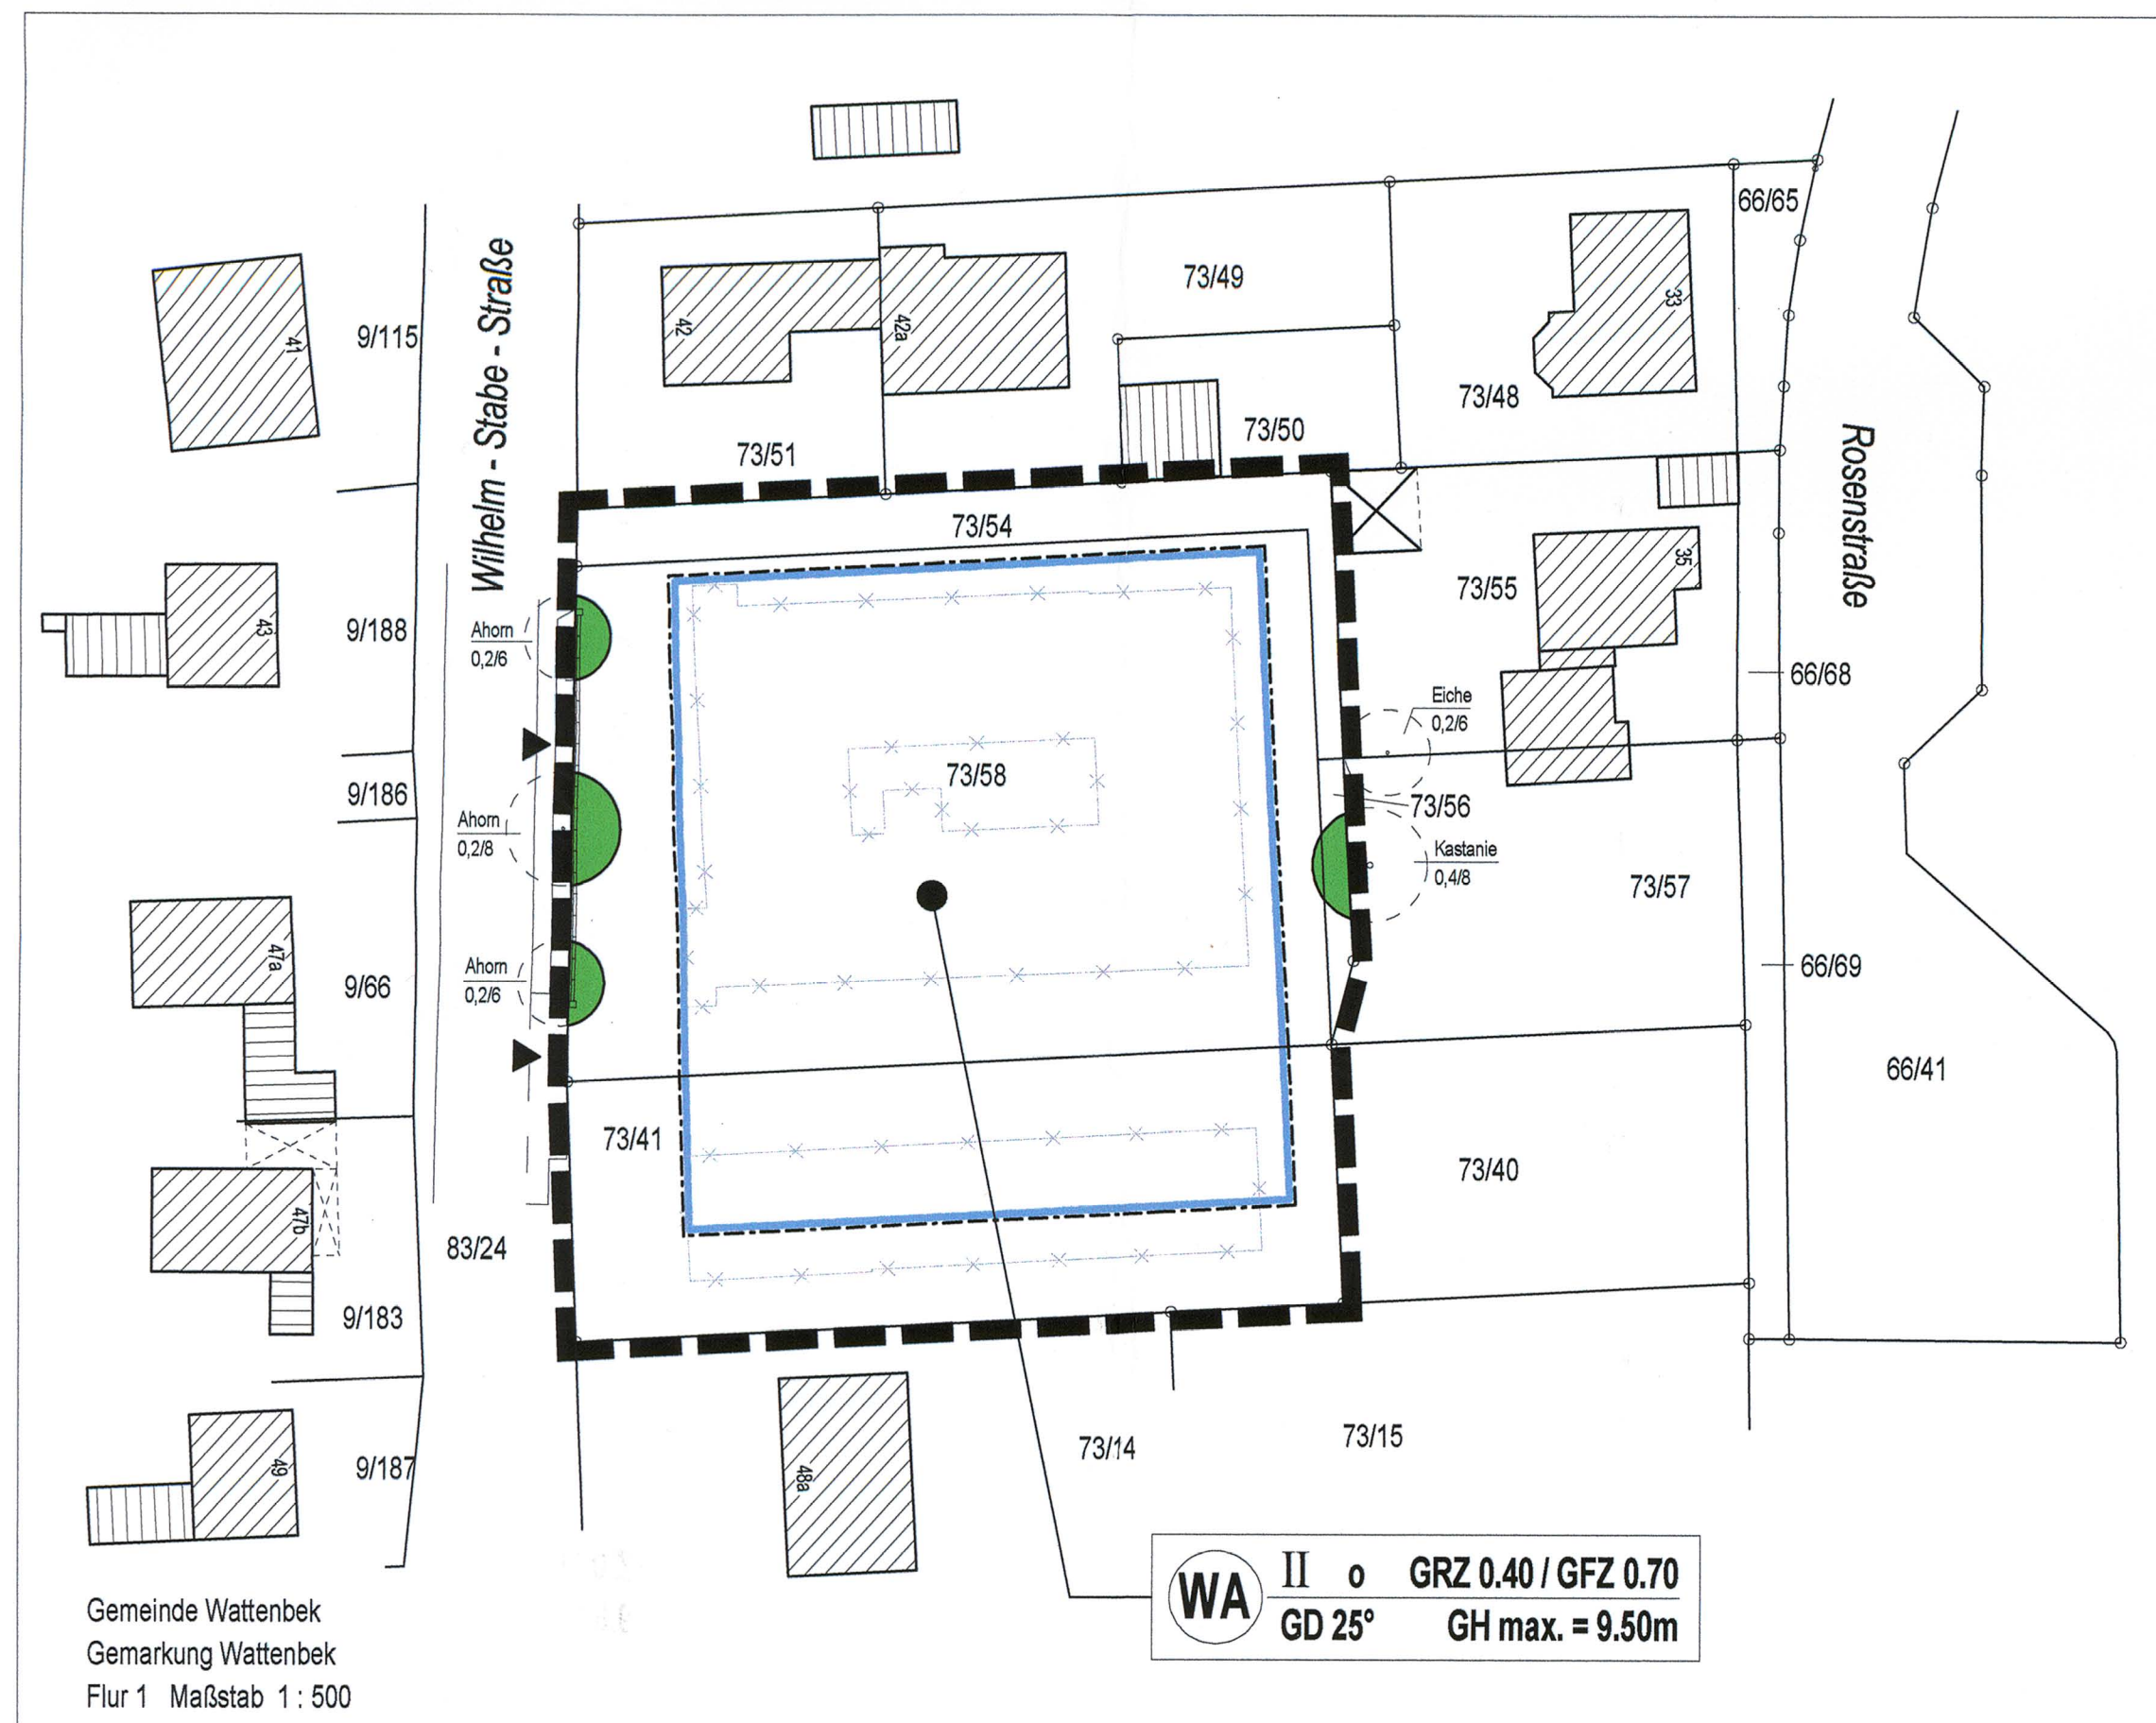 66/65
Wilhelm - Stabe - Straße
73/49
33
42
42a
41
9/115
73/48
73/50
73/51
Rosenstraße
73/54
35
73/55
Ahorn
0,2/6
43
9/188
66/68
Eiche
0,2/6
73/58
9/186
73/56
Ahorn
0,2/8
Kastanie
0,4/8
73/57
47a
Ahorn
0,2/6
9/66
66/69
66/41
73/41
73/40
47b
83/24
9/183
73/14
73/15
48a
49
9/187
WA
II o GRZ 0.40 / GFZ 0.70
GD 25° GH max. = 9.50m
Gemeinde Wattenbek
Gemarkung Wattenbek
Flur 1 Maßstab 1 : 500